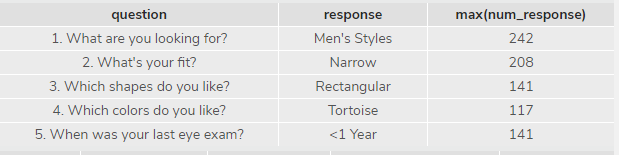 question response max(num_response)
1. What are you looking for? Men's Styles 242
2. What's your fit? Narrow 208
3. Which shapes do you like? Rectangular 141
4. Which colors do you like? Tortoise 117
5. When was your last eye exam? <1 Year 141